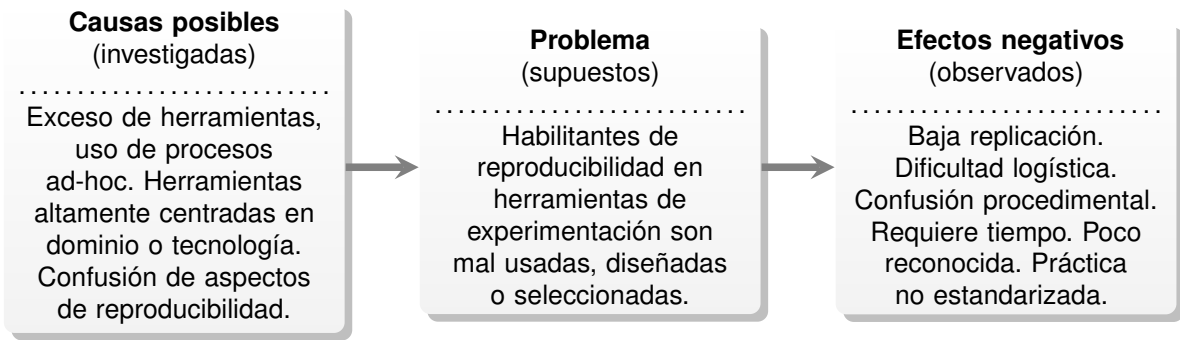 Causas posibles
(investigadas)
Exceso de herramientas,
uso de procesos
ad-hoc. Herramientas
altamente centradas en
dominio o tecnología.
Confusión de aspectos
de reproducibilidad.
Problema
(supuestos)
Habilitantes de
reproducibilidad en
herramientas de
experimentación son
mal usadas, diseñadas
o seleccionadas.
Efectos negativos
(observados)
Baja replicación.
Dificultad logística.
Confusión procedimental.
Requiere tiempo. Poco
reconocida. Práctica
no estandarizada.